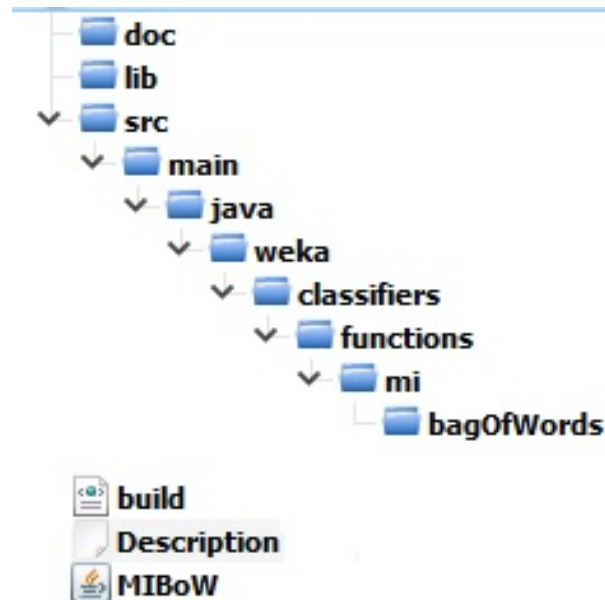 doc
lib
src
main
java
weka
classifiers
functions
mi
bagOfWords
build
Description
MIBoW